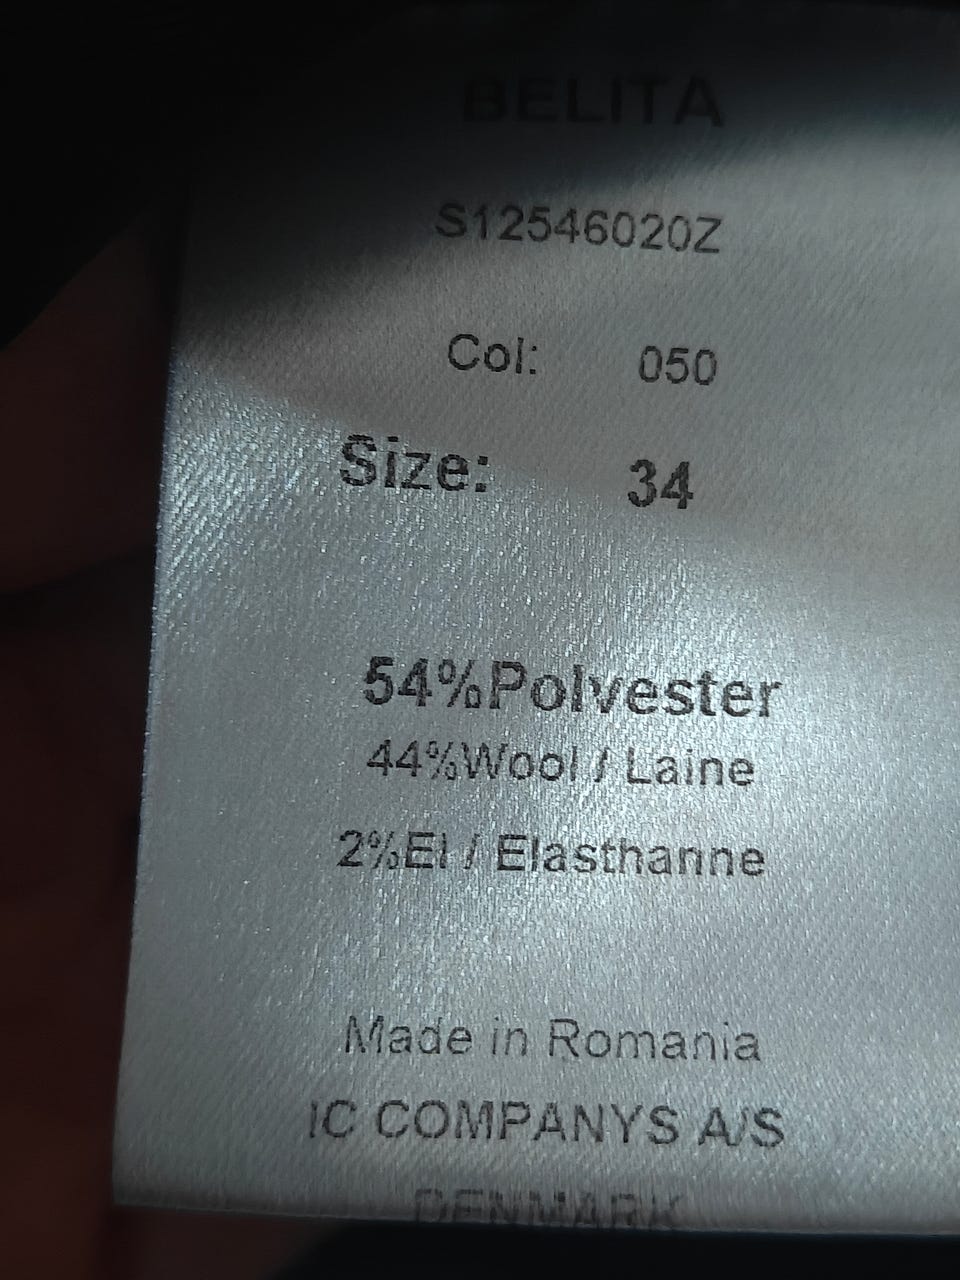 BELITA
S12546020Z
Col: 050
Size: 34
54%Polyester
44%Wool / Laine
2%El / Elasthanne
Made in Romania
IC COMPANYS A/S
DENMARK